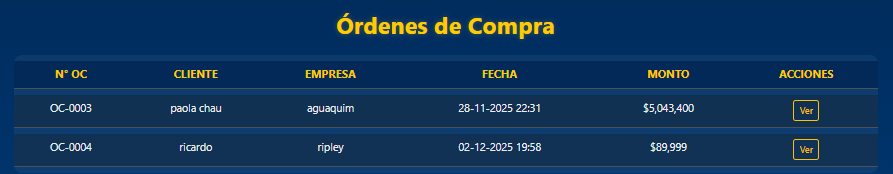 Órdenes de Compra
N° OC CLIENTE EMPRESA FECHA MONTO ACCIONES
OC-0003 paola chau aguaquim 28-11-2025 22:31 $5,043,400 Ver
OC-0004 ricardo ripley 02-12-2025 19:58 $89,999 Ver